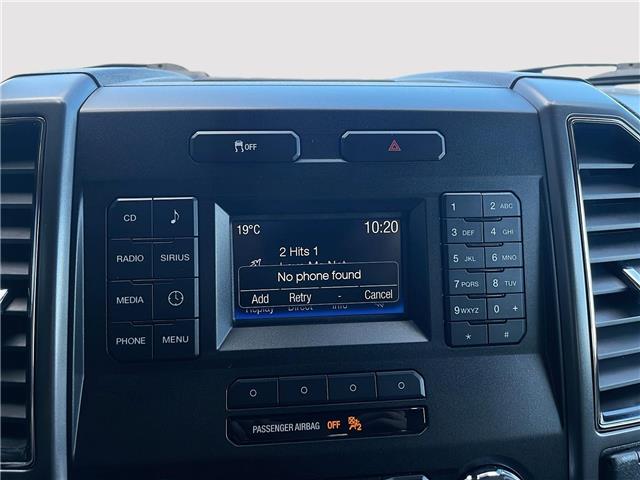 OFF
CD
RADIO SIRIUS
MEDIA
PHONE MENU
19°C 10:20
2 Hits 1
No phone found
Add Retry - Cancel
Replay Direct Info
1 2 ABC
3 DEF 4 GHI
5 JKL 6 MNO
7 PQRS 8 TUV
9 WXYZ 0 +
* #
PASSENGER AIRBAG OFF 2